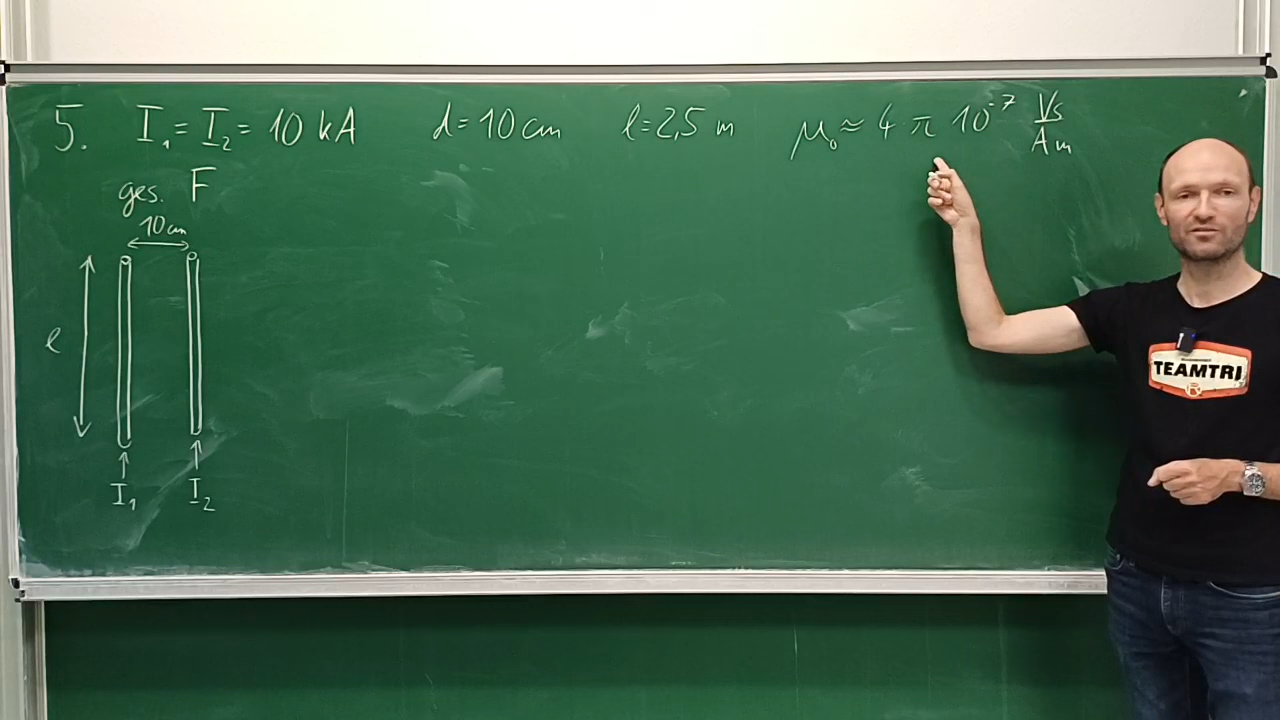 5. I₁ = I₂ = 10 kA d = 10 cm l = 2,5 m μ₀ ≈ 4 · π 10⁻⁷ Vs/Am
ges. F
10 cm
l
I₁ I₂
TEAMTRI